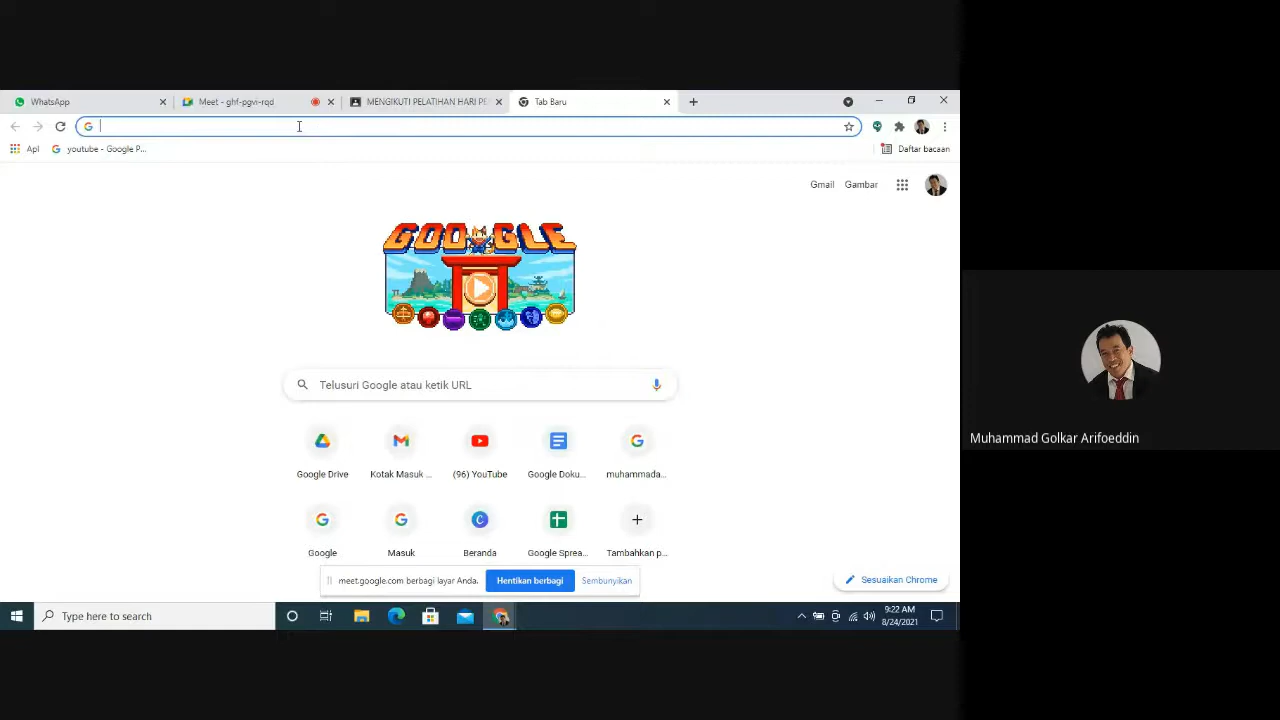 WhatsApp
Meet - ghf-pgvi-rqd
MENGIKUTI PELATIHAN HARI P
Tab Baru
Apl
youtube - Google P...
Daftar bacaan
Gmail
Gambar
GOOGLE
Telusuri Google atau ketik URL
Google Drive
Kotak Masuk ...
(96) YouTube
Google Doku...
muhammada...
Google
Masuk
Beranda
Google Sprea...
Tambahkan p...
meet.google.com berbagi layar Anda.
Hentikan berbagi
Sembunyikan
Sesuaikan Chrome
Type here to search
9:22 AM
8/24/2021
Muhammad Golkar Arifoeddin